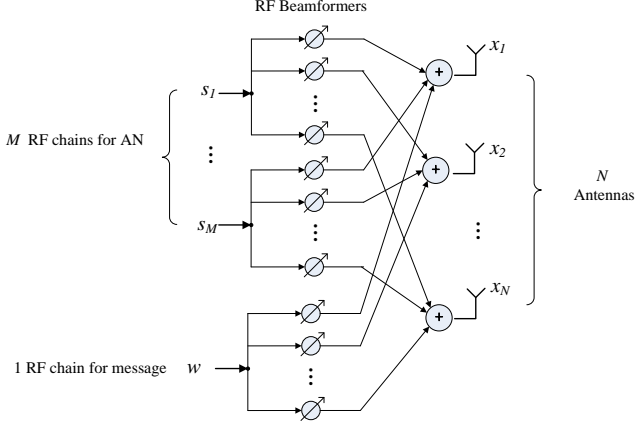 RF Beamformers
x1
s1
M RF chains for AN
x2
N
Antennas
sM
xN
1 RF chain for message
w
+
+
+